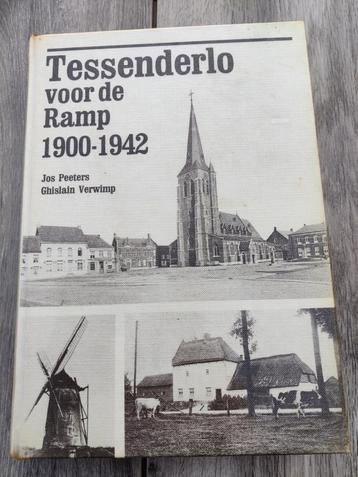 Tessenderlo
voor de
Ramp
1900-1942
Jos Peeters
Ghislain Verwimp